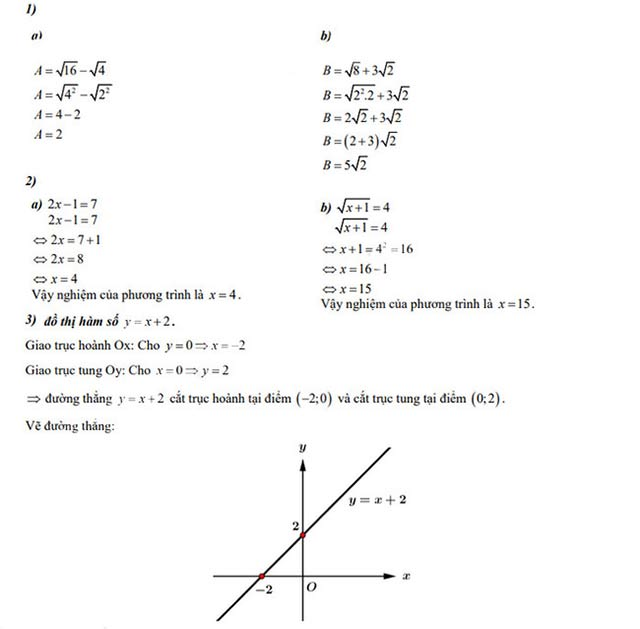 1)
a)
A = √16 − √4
A = √4² − √2²
A = 4 − 2
A = 2
b)
B = √8 + 3√2
B = √2².2 + 3√2
B = 2√2 + 3√2
B = (2+3)√2
B = 5√2
2)
a) 2x − 1 = 7
2x − 1 = 7
⇔ 2x = 7 + 1
⇔ 2x = 8
⇔ x = 4
Vậy nghiệm của phương trình là x = 4.
b) √x+1 = 4
√x+1 = 4
⇔ x + 1 = 4² = 16
⇔ x = 16 − 1
⇔ x = 15
Vậy nghiệm của phương trình là x = 15.
3) đồ thị hàm số y = x + 2.
Giao trục hoành Ox: Cho y = 0 ⇒ x = −2
Giao trục tung Oy: Cho x = 0 ⇒ y = 2
⇒ đường thẳng y = x + 2 cắt trục hoành tại điểm (−2;0) và cắt trục tung tại điểm (0;2).
Vẽ đường thẳng:
y
y = x + 2
2
x
−2
O